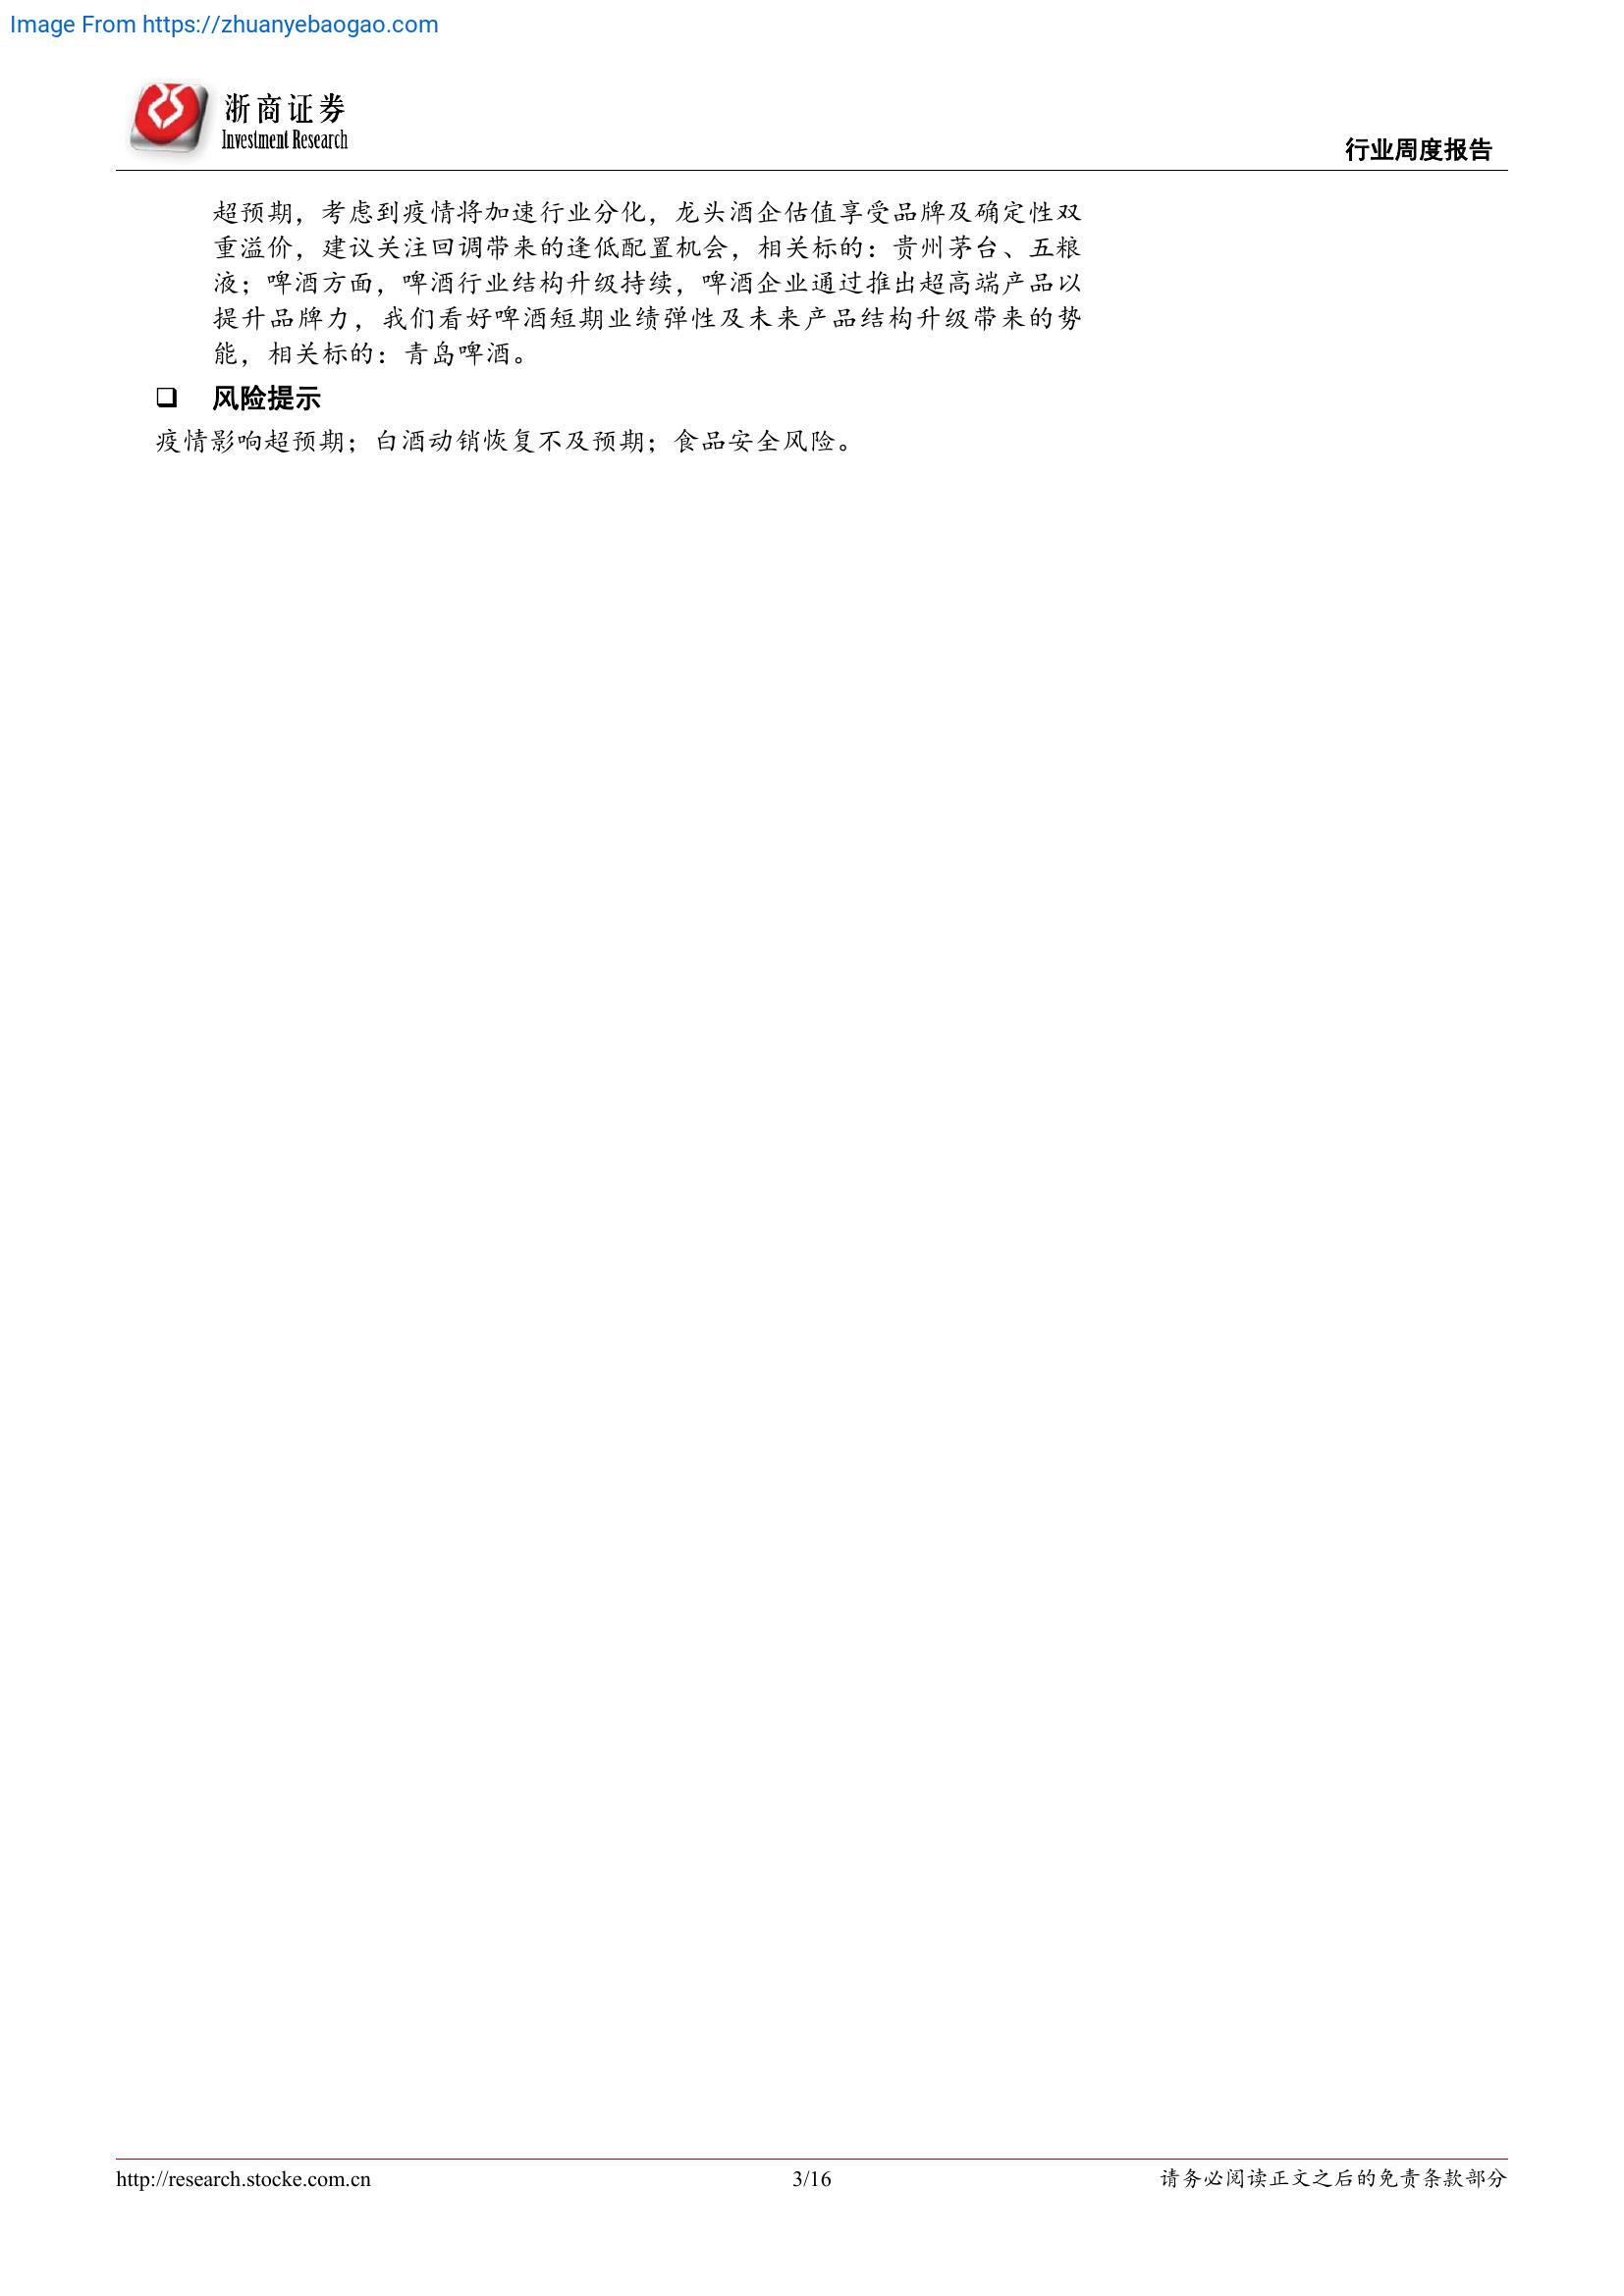 Image From https://zhuanyebaogao.com
浙商证券
Investment Research
行业周度报告
超预期，考虑到疫情将加速行业分化，龙头酒企估值享受品牌及确定性双
重溢价，建议关注回调带来的逢低配置机会，相关标的：贵州茅台、五粮
液；啤酒方面，啤酒行业结构升级持续，啤酒企业通过推出超高端产品以
提升品牌力，我们看好啤酒短期业绩弹性及未来产品结构升级带来的势
能，相关标的：青岛啤酒。
❑ 风险提示
疫情影响超预期；白酒动销恢复不及预期；食品安全风险。
http://research.stocke.com.cn 3/16 请务必阅读正文之后的免责条款部分